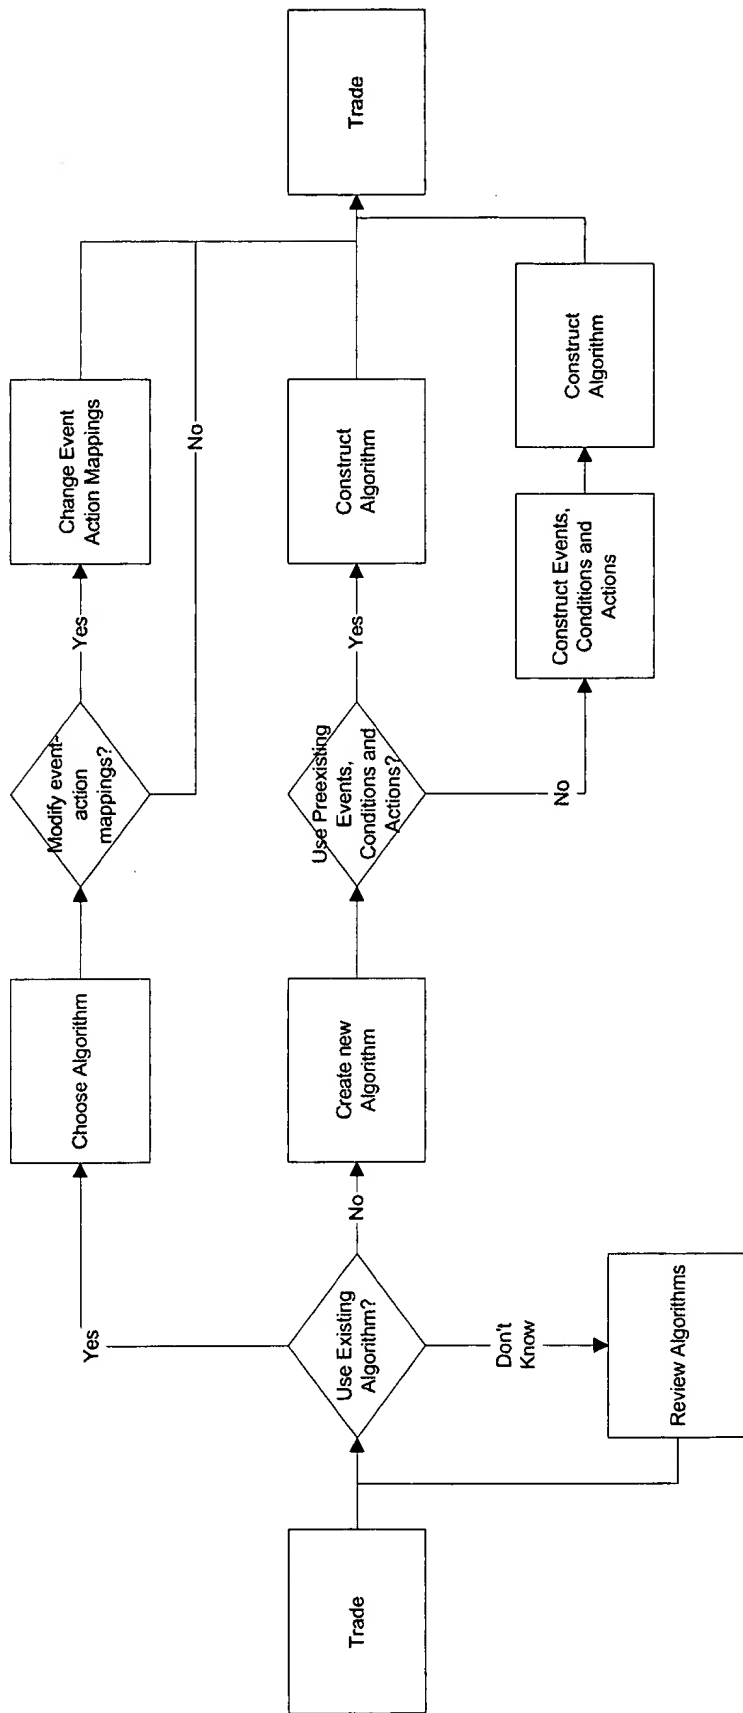 Trade
Use Existing
Algorithm?
Yes
No
Don't
Know
Review Algorithms
Choose Algorithm
Create new
Algorithm
Modify event-
action
mappings?
Yes
No
Change Event
Action Mappings
Use Preexisting
Events,
Conditions and
Actions?
Yes
No
Construct
Algorithm
Construct Events,
Conditions and
Actions
Construct
Algorithm
Trade